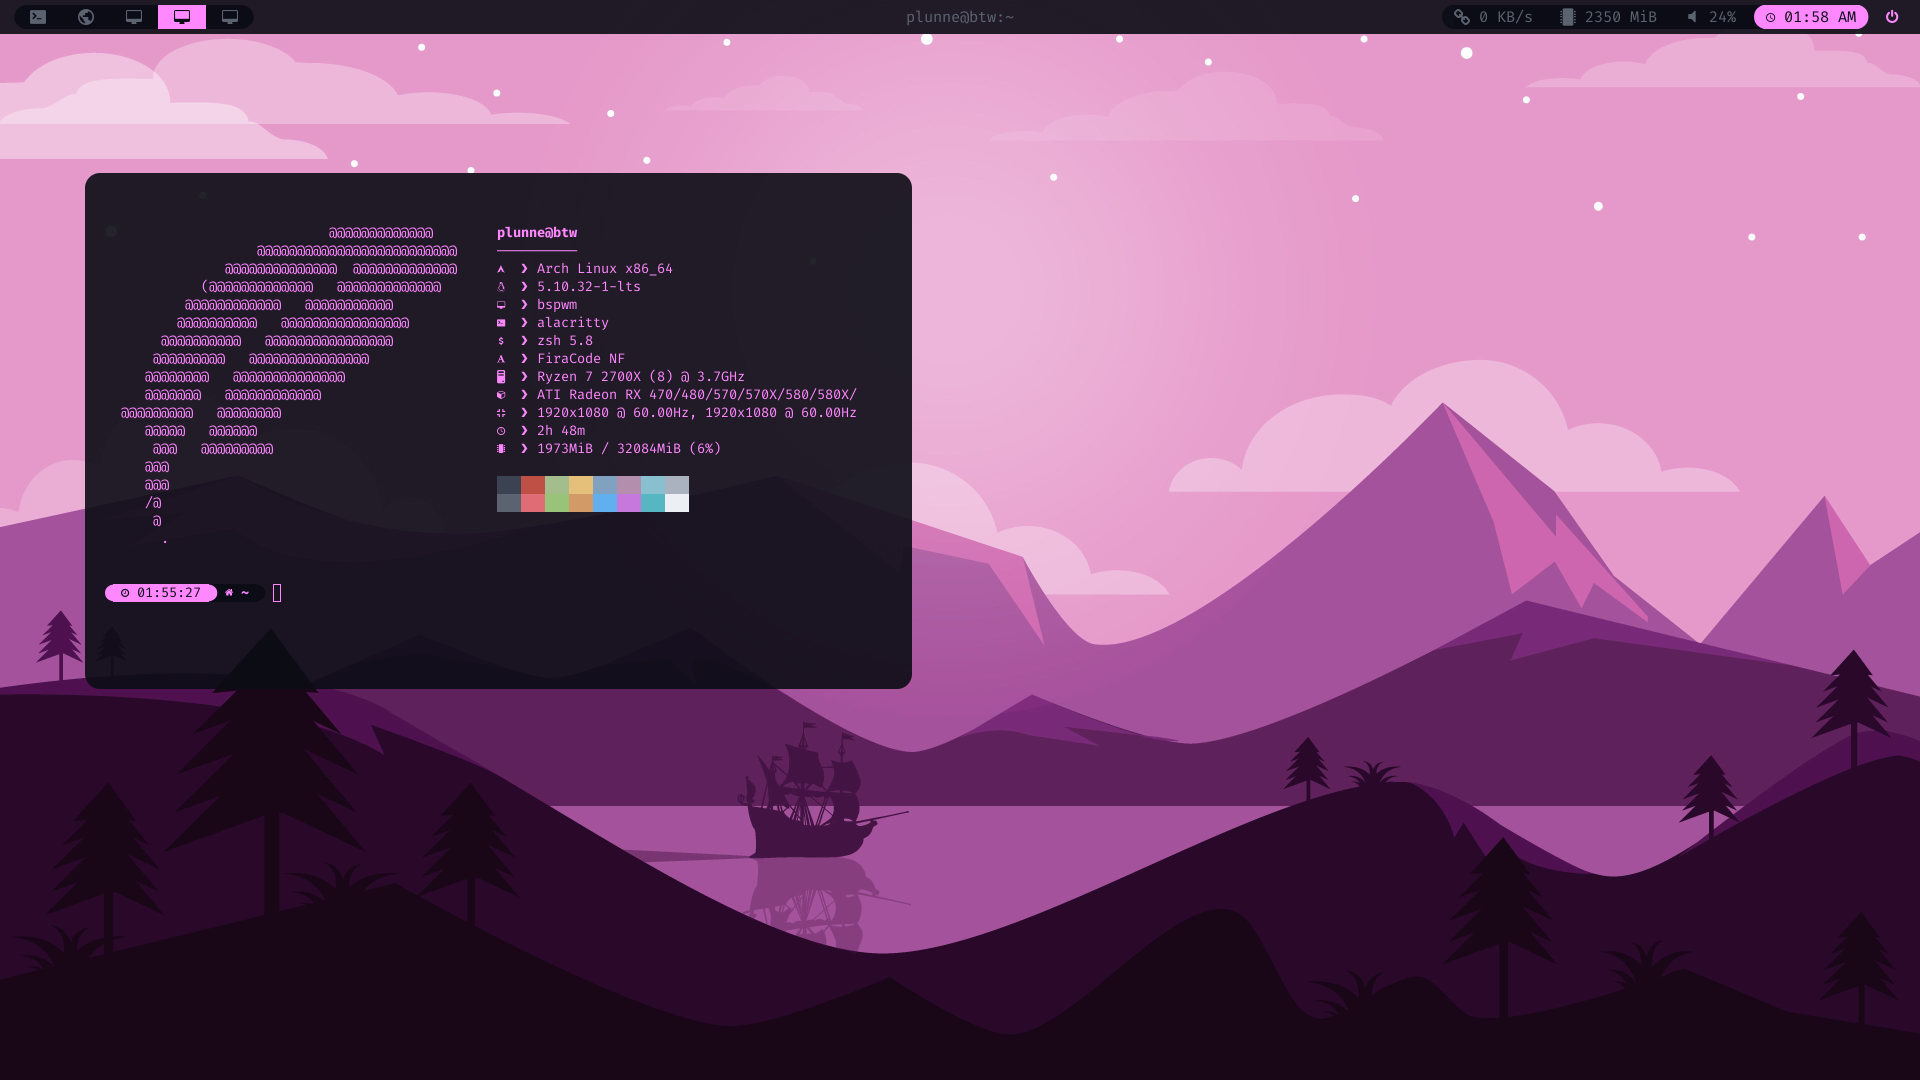 plunne@btw:~
0 KB/s 2350 MiB 24% 01:58 AM
@@@@@@@@@@@@@
@@@@@@@@@@@@@@@@@@@@@@@@@
@@@@@@@@@@@@@@  @@@@@@@@@@@@@
(@@@@@@@@@@@@@   @@@@@@@@@@@@@
@@@@@@@@@@@@   @@@@@@@@@@@
@@@@@@@@@@   @@@@@@@@@@@@@@@@
@@@@@@@@@@   @@@@@@@@@@@@@@@@
@@@@@@@@@   @@@@@@@@@@@@@@@
@@@@@@@@   @@@@@@@@@@@@@@
@@@@@@@   @@@@@@@@@@@@
@@@@@@@@@   @@@@@@@@
@@@@@   @@@@@@
@@@   @@@@@@@@@
@@@
@@@
/@
@
.
plunne@btw
❯ Arch Linux x86_64
❯ 5.10.32-1-lts
❯ bspwm
❯ alacritty
$ ❯ zsh 5.8
❯ FiraCode NF
❯ Ryzen 7 2700X (8) @ 3.7GHz
❯ ATI Radeon RX 470/480/570/570X/580/580X/
❯ 1920x1080 @ 60.00Hz, 1920x1080 @ 60.00Hz
❯ 2h 48m
❯ 1973MiB / 32084MiB (6%)
01:55:27 ~